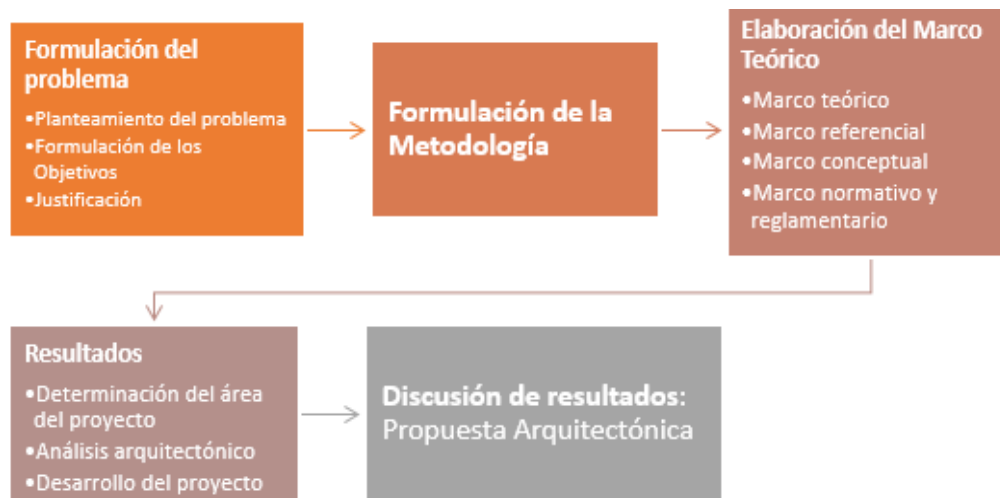 Formulación del
problema
•Planteamiento del problema
•Formulación de los
Objetivos
•Justificación
Formulación de la
Metodología
Elaboración del Marco
Teórico
•Marco teórico
•Marco referencial
•Marco conceptual
•Marco normativo y
reglamentario
Resultados
•Determinación del área
del proyecto
•Análisis arquitectónico
•Desarrollo del proyecto
Discusión de resultados:
Propuesta Arquitectónica